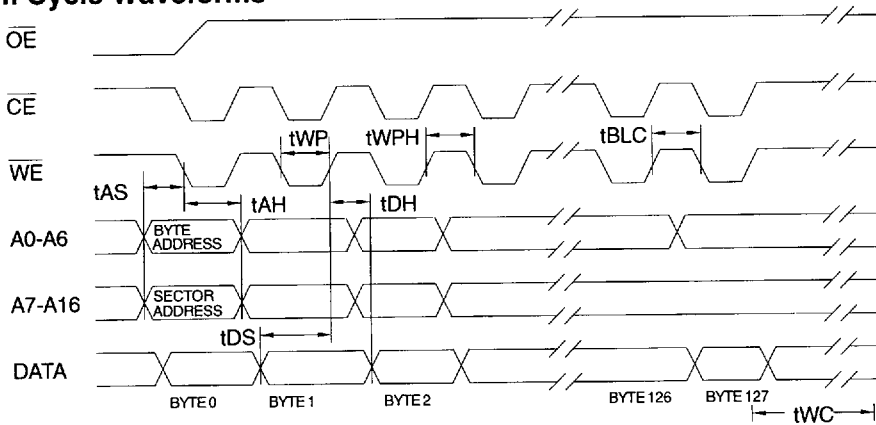 Cycle Waveforms
OE
CE
tWP
tWPH
tBLC
WE
tAS
tAH
tDH
A0-A6
BYTE
ADDRESS
A7-A16
SECTOR
ADDRESS
tDS
DATA
BYTE 0
BYTE 1
BYTE 2
BYTE 126
BYTE 127
tWC